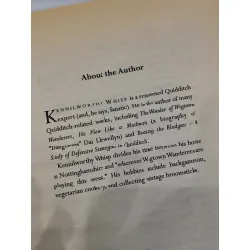 About the Author
KENNILWORTHY WHISP is a renowned Quidditch
expert (and, he says, fanatic). He is the author of many
Quidditch-related works, including The Wonder of Wigtown
Wanderers, He Flew Like a Madman (a biography of
"Dangerous" Dai Llewellyn) and Beating the Bludgers – A
Study of Defensive Strategies in Quidditch.
Kennilworthy Whisp divides his time between his home
in Nottinghamshire and "wherever Wigtown Wanderers are
playing this week." His hobbies include backgammon,
vegetarian cookery, and collecting vintage broomsticks.